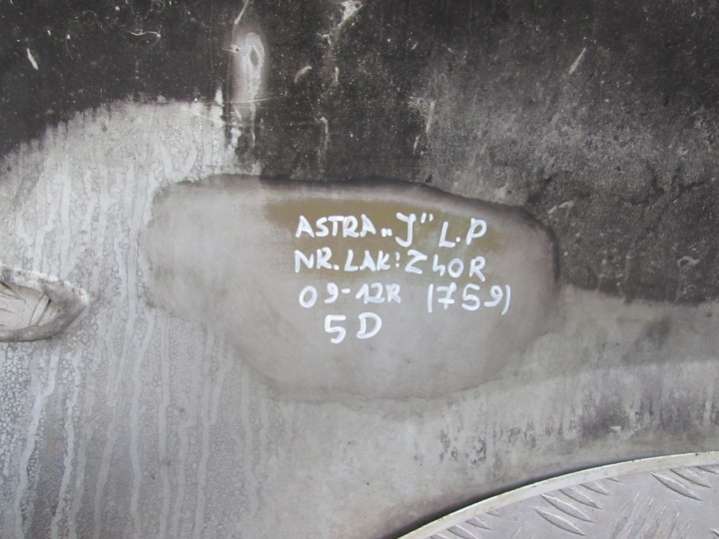 ASTRA „J" L.P
NR.LAK: Z40R
09-12R (759)
5D